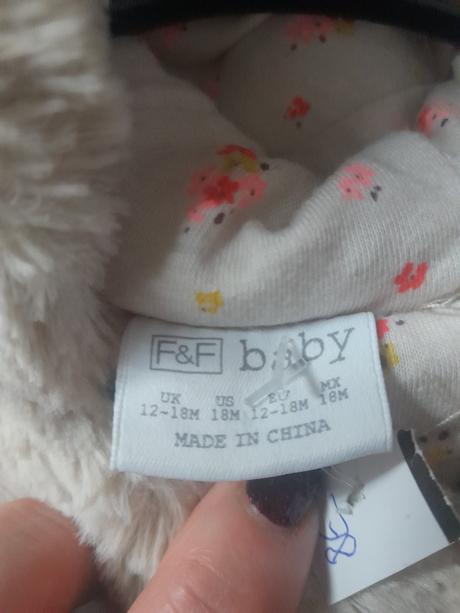 F&F baby
UK US EU MX
12-18M 18M 12-18M 18M
MADE IN CHINA